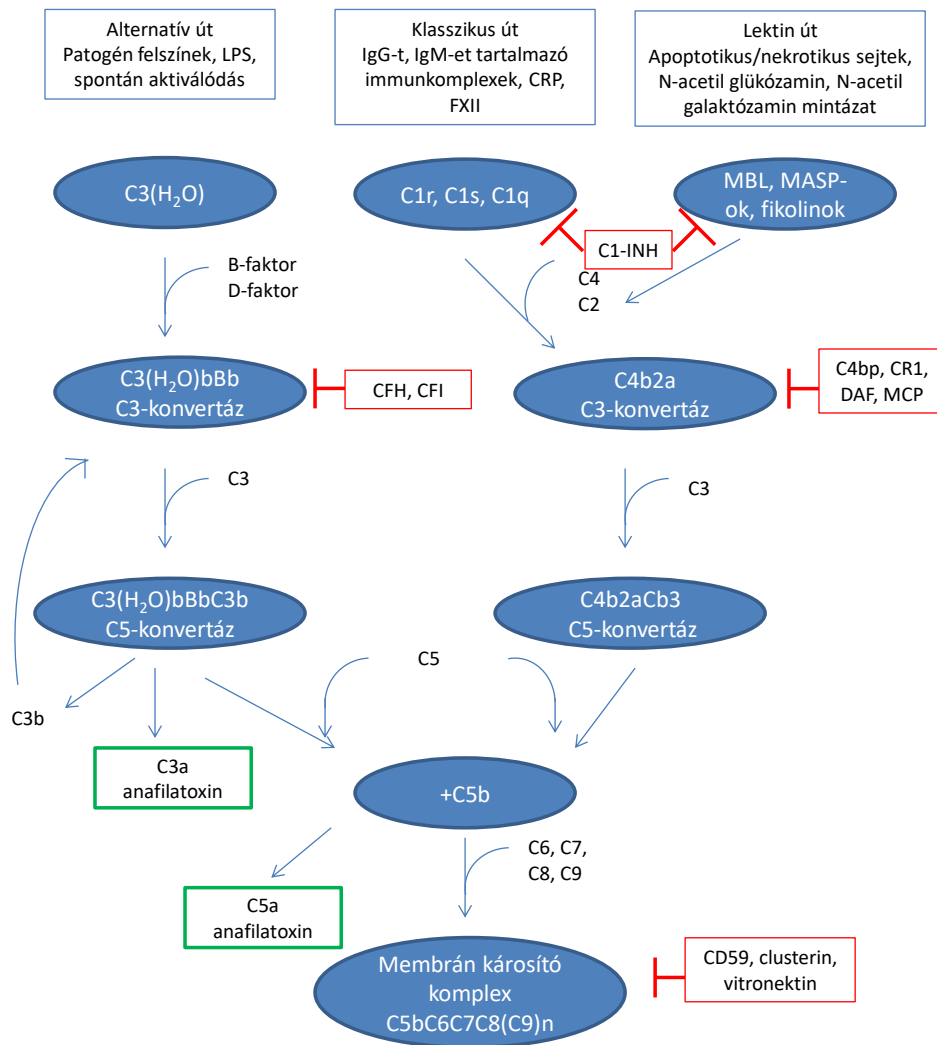 Alternatív út
Patogén felszínek, LPS,
spontán aktiválódás
Klasszikus út
IgG-t, IgM-et tartalmazó
immunkomplexek, CRP,
FXII
Lektin út
Apoptotikus/nekrotikus sejtek,
N-acetil glükózamin, N-acetil
galaktózamin mintázat
C3(H₂O)
C1r, C1s, C1q
MBL, MASP-
ok, fikolinok
C1-INH
B-faktor
D-faktor
C4
C2
C3(H₂O)bBb
C3-konvertáz
CFH, CFI
C4b2a
C3-konvertáz
C4bp, CR1,
DAF, MCP
C3
C3
C3(H₂O)bBbC3b
C5-konvertáz
C4b2aCb3
C5-konvertáz
C5
C3b
C3a
anafilatoxin
+C5b
C6, C7,
C8, C9
C5a
anafilatoxin
Membrán károsító
komplex
C5bC6C7C8(C9)n
CD59, clusterin,
vitronektin